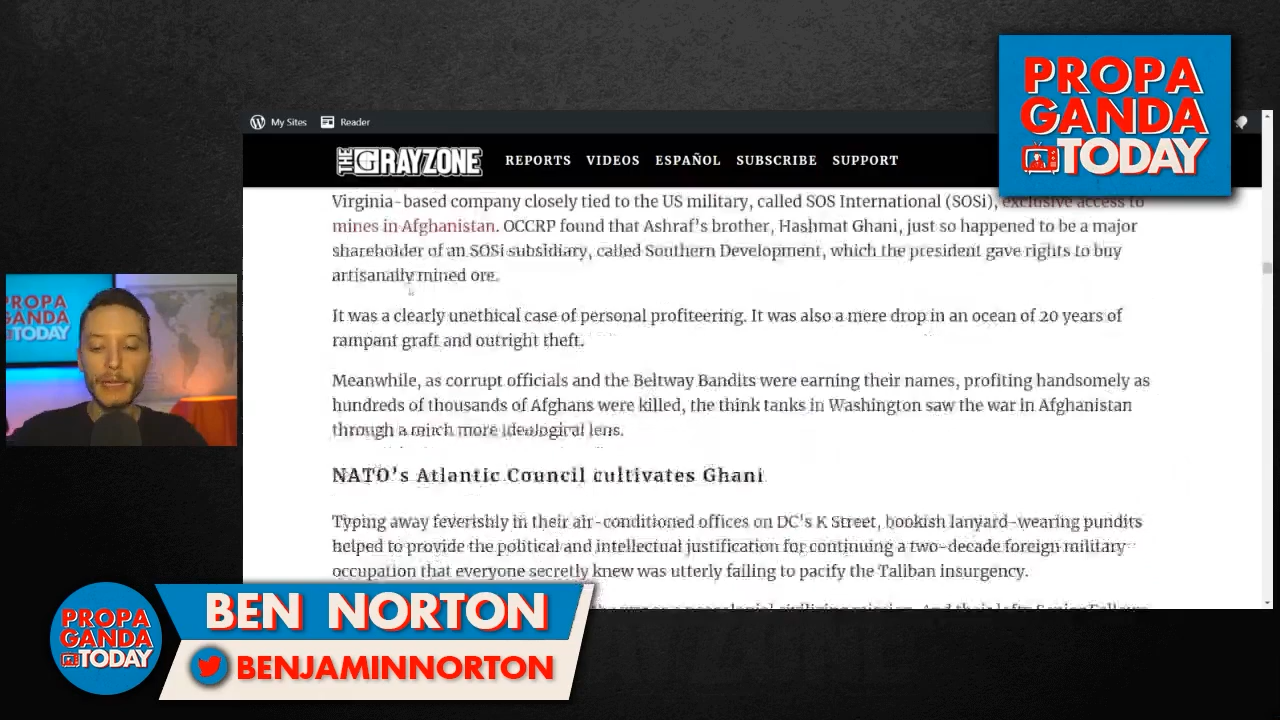 PROPA
GANDA
TODAY
My Sites
Reader
THE GRAYZONE
REPORTS VIDEOS ESPAÑOL SUBSCRIBE SUPPORT
Virginia-based company closely tied to the US military, called SOS International (SOSi), exclusive access to
mines in Afghanistan. OCCRP found that Ashraf's brother, Hashmat Ghani, just so happened to be a major
shareholder of an SOSi subsidiary, called Southern Development, which the president gave rights to buy
artisanally mined ore.
It was a clearly unethical case of personal profiteering. It was also a mere drop in an ocean of 20 years of
rampant graft and outright theft.
Meanwhile, as corrupt officials and the Beltway Bandits were earning their names, profiting handsomely as
hundreds of thousands of Afghans were killed, the think tanks in Washington saw the war in Afghanistan
through a much more ideological lens.
NATO's Atlantic Council cultivates Ghani
Typing away feverishly in their air-conditioned offices on DC's K Street, bookish lanyard-wearing pundits
helped to provide the political and intellectual justification for continuing a two-decade foreign military
occupation that everyone secretly knew was utterly failing to pacify the Taliban insurgency.
PROPA
GANDA
TODAY
PROPA
GANDA
TODAY
BEN NORTON
BENJAMINNORTON